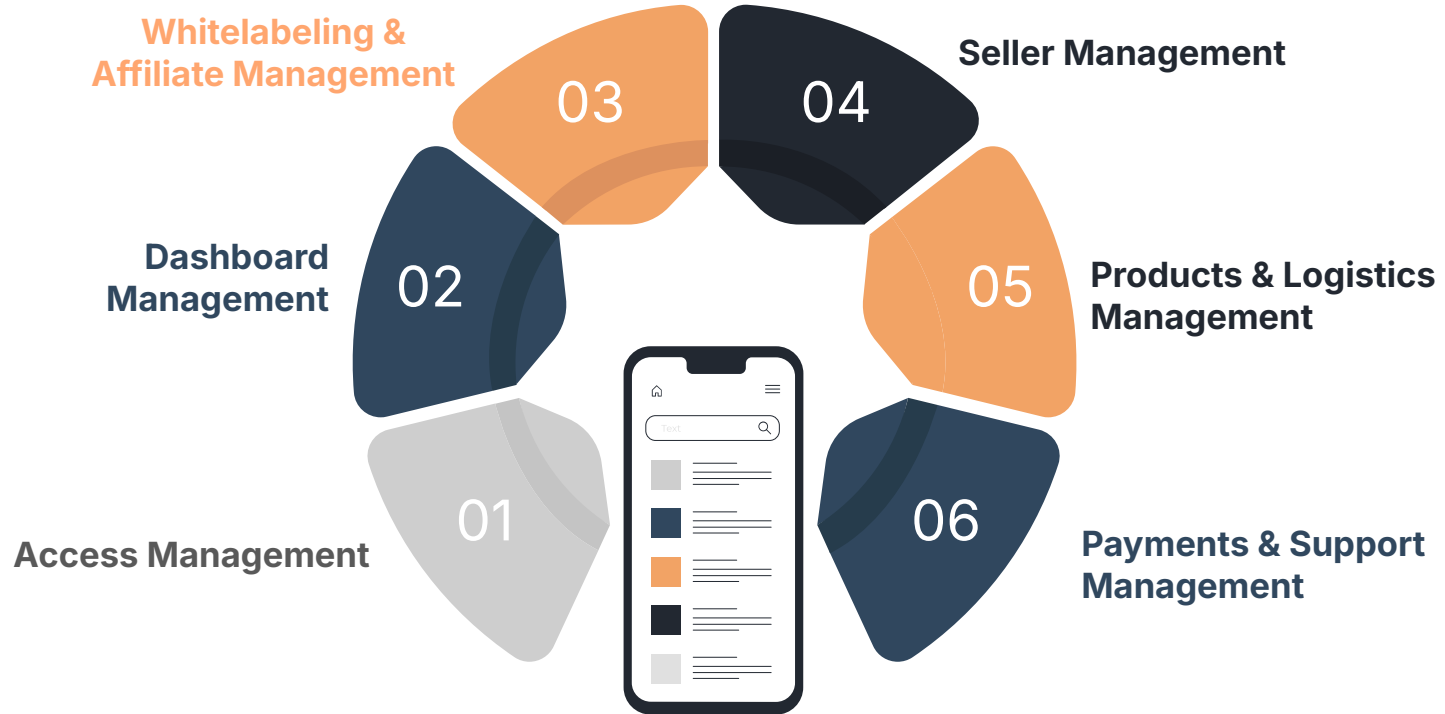 Whitelabeling &
Affiliate Management
03
04
Seller Management
Dashboard
Management
02
05
Products & Logistics
Management
Text
01
Access Management
06
Payments & Support
Management